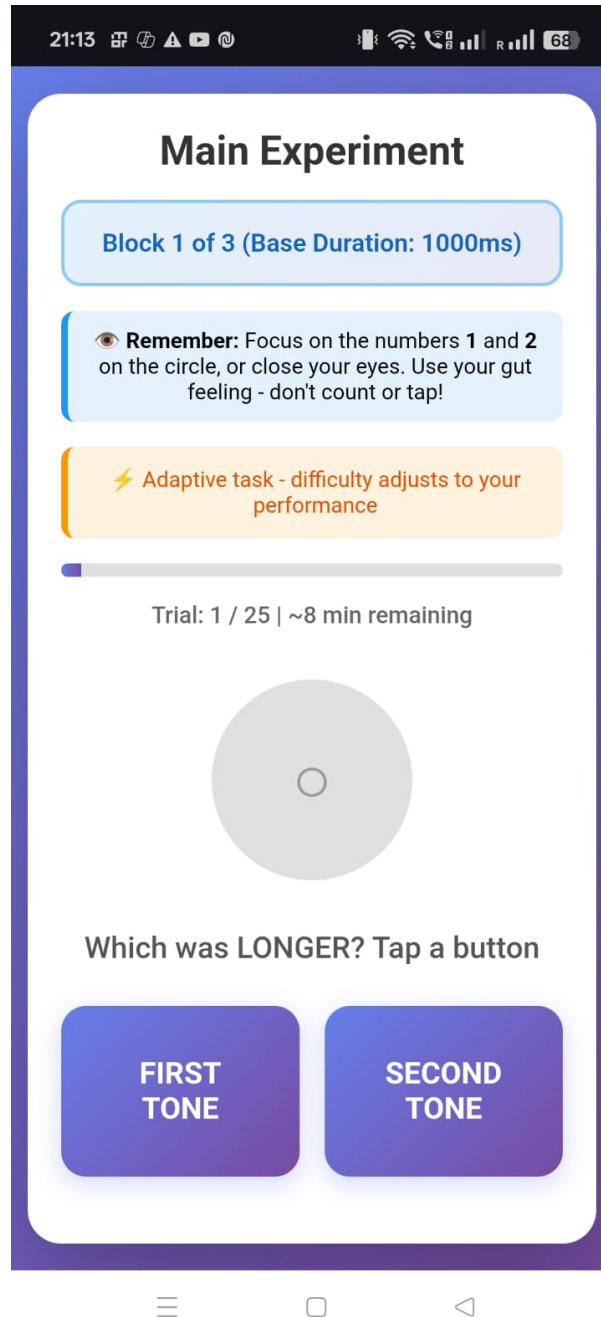 21:13
R
68
Main Experiment
Block 1 of 3 (Base Duration: 1000ms)
👁️ Remember: Focus on the numbers 1 and 2
on the circle, or close your eyes. Use your gut
feeling - don't count or tap!
⚡ Adaptive task - difficulty adjusts to your
performance
Trial: 1 / 25 | ~8 min remaining
Which was LONGER? Tap a button
FIRST
TONE
SECOND
TONE